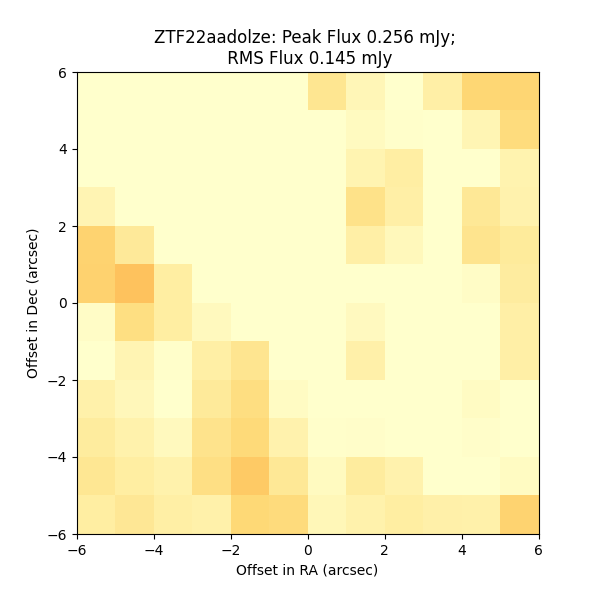 ZTF22aadolze: Peak Flux 0.256 mJy;
RMS Flux 0.145 mJy
6
4
2
0
−2
−4
−6
Offset in Dec (arcsec)
−6 −4 −2 0 2 4 6
Offset in RA (arcsec)